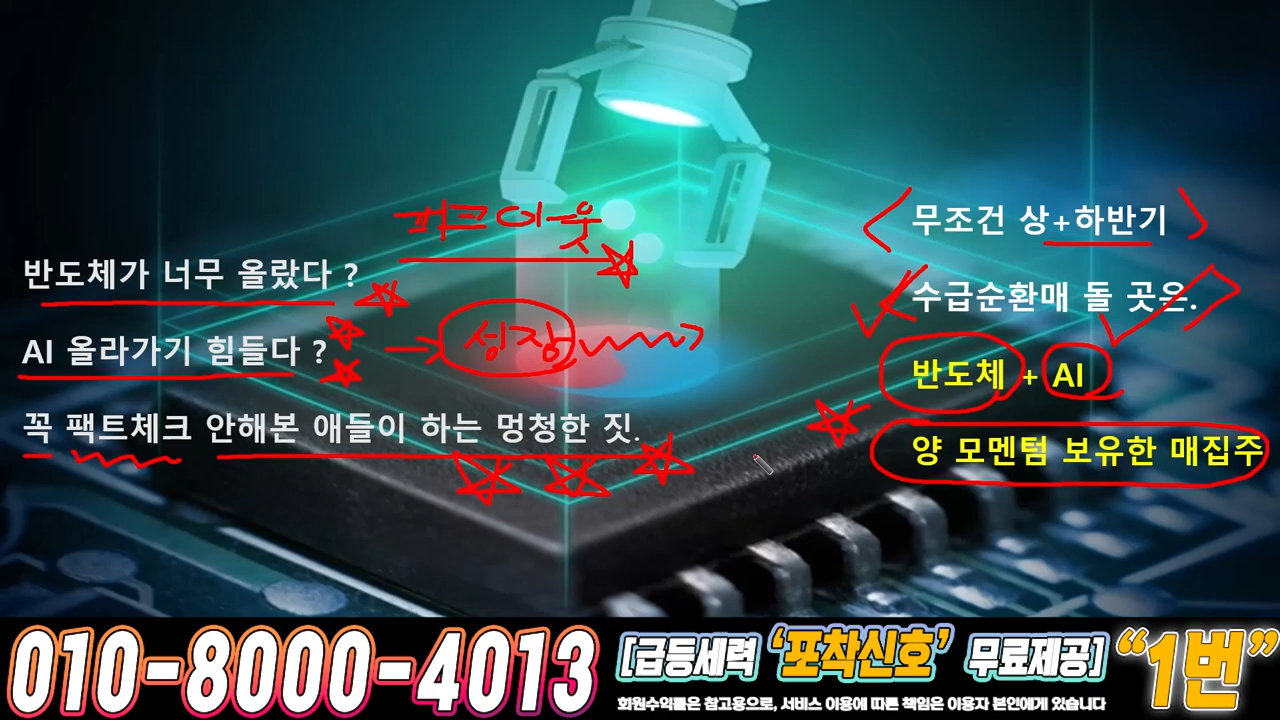 피크아웃
반도체가 너무 올랐다 ?
AI 올라가기 힘들다 ?
성장
꼭 팩트체크 안해본 애들이 하는 멍청한 짓.
무조건 상+하반기
수급순환매 돌 곳은.
반도체 + AI
양 모멘텀 보유한 매집주
010-8000-4013
[급등세력 '포착신호' 무료제공] "1번"
회원수익률은 참고용으로, 서비스 이용에 따른 책임은 이용자 본인에게 있습니다